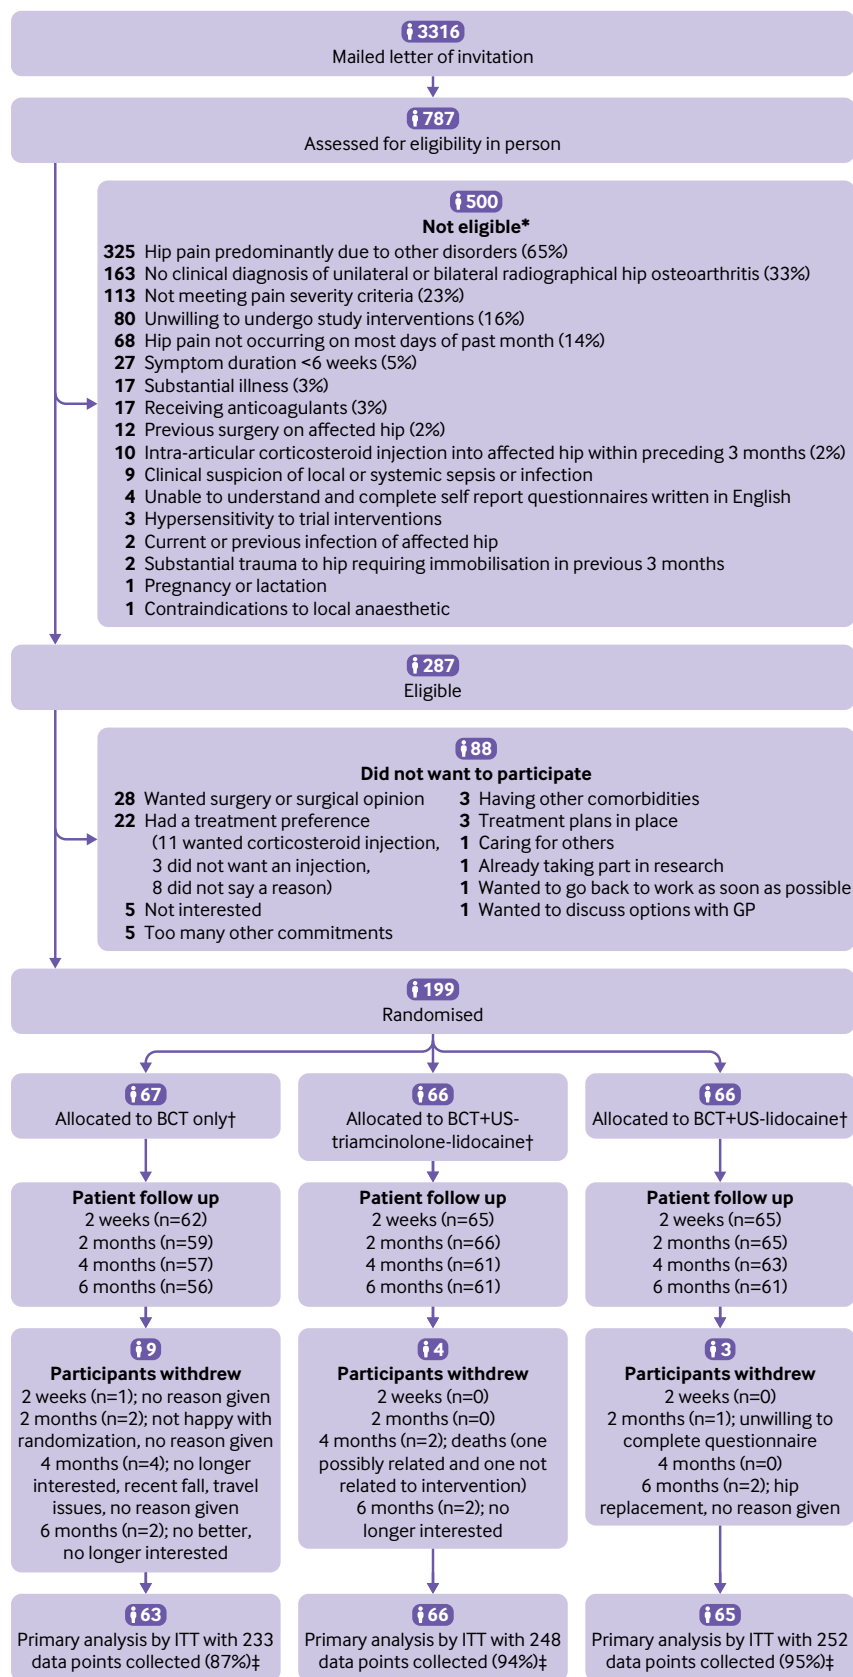 3316
Mailed letter of invitation
787
Assessed for eligibility in person
500
Not eligible*
325 Hip pain predominantly due to other disorders (65%)
163 No clinical diagnosis of unilateral or bilateral radiographical hip osteoarthritis (33%)
113 Not meeting pain severity criteria (23%)
80 Unwilling to undergo study interventions (16%)
68 Hip pain not occurring on most days of past month (14%)
27 Symptom duration <6 weeks (5%)
17 Substantial illness (3%)
17 Receiving anticoagulants (3%)
12 Previous surgery on affected hip (2%)
10 Intra-articular corticosteroid injection into affected hip within preceding 3 months (2%)
9 Clinical suspicion of local or systemic sepsis or infection
4 Unable to understand and complete self report questionnaires written in English
3 Hypersensitivity to trial interventions
2 Current or previous infection of affected hip
2 Substantial trauma to hip requiring immobilisation in previous 3 months
1 Pregnancy or lactation
1 Contraindications to local anaesthetic
287
Eligible
88
Did not want to participate
28 Wanted surgery or surgical opinion
22 Had a treatment preference
(11 wanted corticosteroid injection,
3 did not want an injection,
8 did not say a reason)
5 Not interested
5 Too many other commitments
3 Having other comorbidities
3 Treatment plans in place
1 Caring for others
1 Already taking part in research
1 Wanted to go back to work as soon as possible
1 Wanted to discuss options with GP
199
Randomised
67
Allocated to BCT only†
66
Allocated to BCT+US-
triamcinolone-lidocaine†
66
Allocated to BCT+US-lidocaine†
Patient follow up
2 weeks (n=62)
2 months (n=59)
4 months (n=57)
6 months (n=56)
Patient follow up
2 weeks (n=65)
2 months (n=66)
4 months (n=61)
6 months (n=61)
Patient follow up
2 weeks (n=65)
2 months (n=65)
4 months (n=63)
6 months (n=61)
9
Participants withdrew
2 weeks (n=1); no reason given
2 months (n=2); not happy with
randomization, no reason given
4 months (n=4); no longer
interested, recent fall, travel
issues, no reason given
6 months (n=2); no better,
no longer interested
4
Participants withdrew
2 weeks (n=0)
2 months (n=0)
4 months (n=2); deaths (one
possibly related and one not
related to intervention)
6 months (n=2); no
longer interested
3
Participants withdrew
2 weeks (n=0)
2 months (n=1); unwilling to
complete questionnaire
4 months (n=0)
6 months (n=2); hip
replacement, no reason given
63
Primary analysis by ITT with 233
data points collected (87%)‡
66
Primary analysis by ITT with 248
data points collected (94%)‡
65
Primary analysis by ITT with 252
data points collected (95%)‡